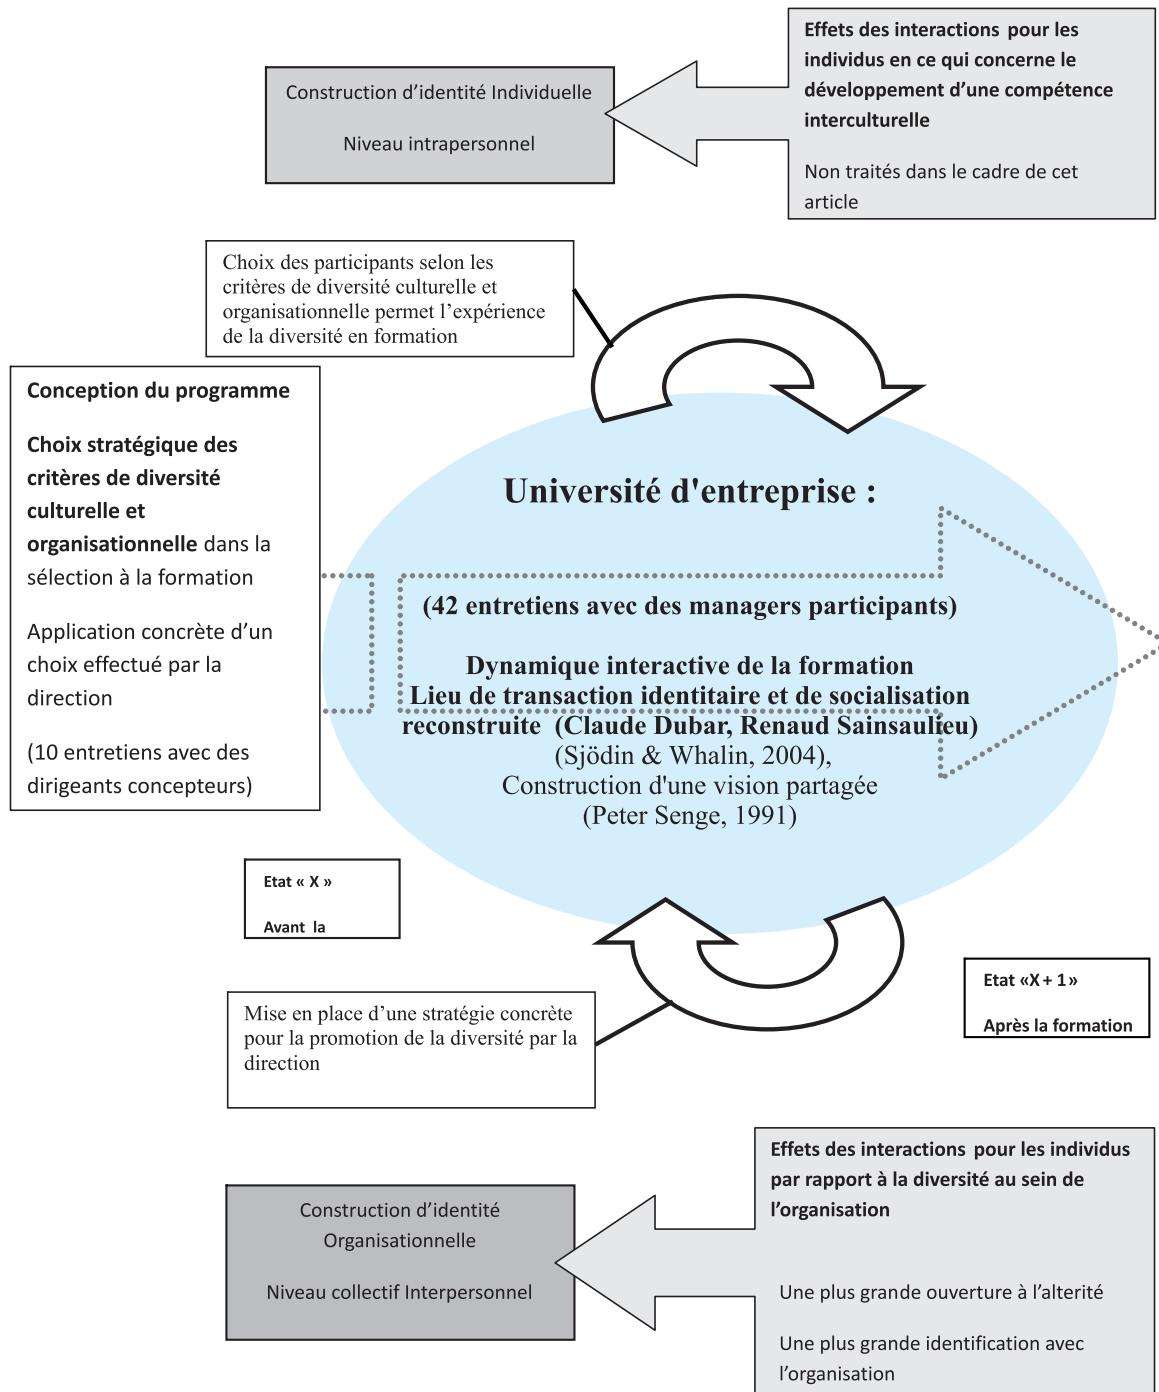 Effets des interactions pour les
individus en ce qui concerne le
développement d'une compétence
interculturelle
Non traités dans le cadre de cet
article
Construction d'identité Individuelle
Niveau intrapersonnel
Choix des participants selon les
critères de diversité culturelle et
organisationnelle permet l'expérience
de la diversité en formation
Conception du programme
Choix stratégique des
critères de diversité
culturelle et
organisationnelle dans la
sélection à la formation
Application concrète d'un
choix effectué par la
direction
(10 entretiens avec des
dirigeants concepteurs)
Université d'entreprise :
(42 entretiens avec des managers participants)
Dynamique interactive de la formation
Lieu de transaction identitaire et de socialisation
reconstruite (Claude Dubar, Renaud Sainsaulieu)
(Sjödin & Whalin, 2004),
Construction d'une vision partagée
(Peter Senge, 1991)
Etat « X »
Avant la
Etat «X + 1»
Après la formation
Mise en place d'une stratégie concrète
pour la promotion de la diversité par la
direction
Effets des interactions pour les individus
par rapport à la diversité au sein de
l'organisation
Une plus grande ouverture à l'alterité
Une plus grande identification avec
l'organisation
Construction d'identité
Organisationnelle
Niveau collectif Interpersonnel